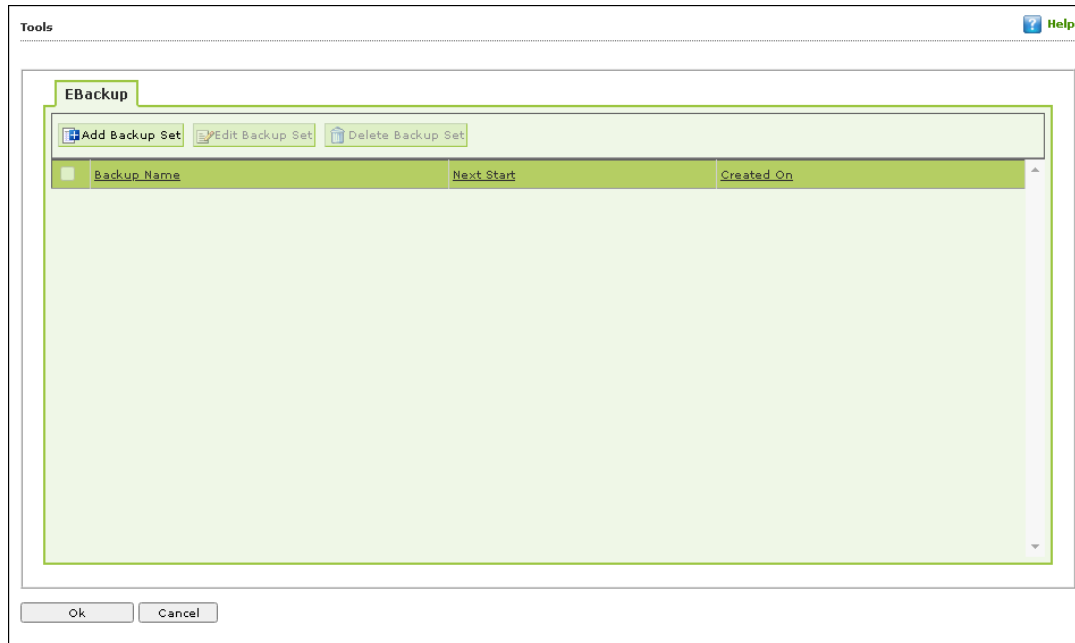 Tools
Help
EBackup
Add Backup Set Edit Backup Set Delete Backup Set
Backup Name Next Start Created On
Ok Cancel